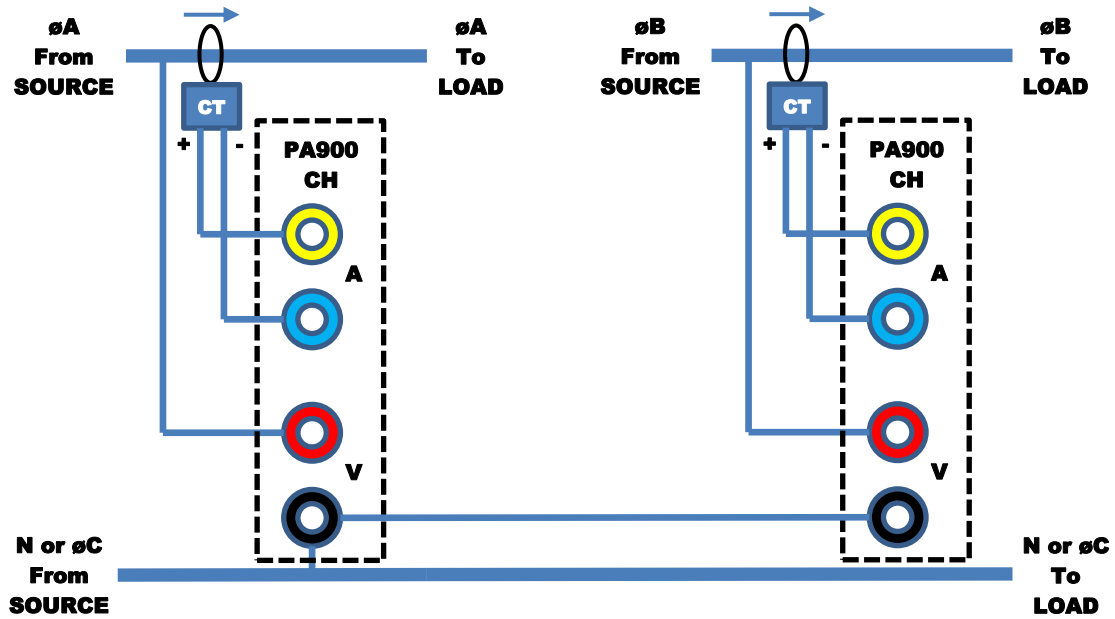 øA
From
SOURCE
øA
To
LOAD
CT
+
-
PA900
CH
A
V
øB
From
SOURCE
øB
To
LOAD
CT
+
-
PA900
CH
A
V
N or øC
From
SOURCE
N or øC
To
LOAD